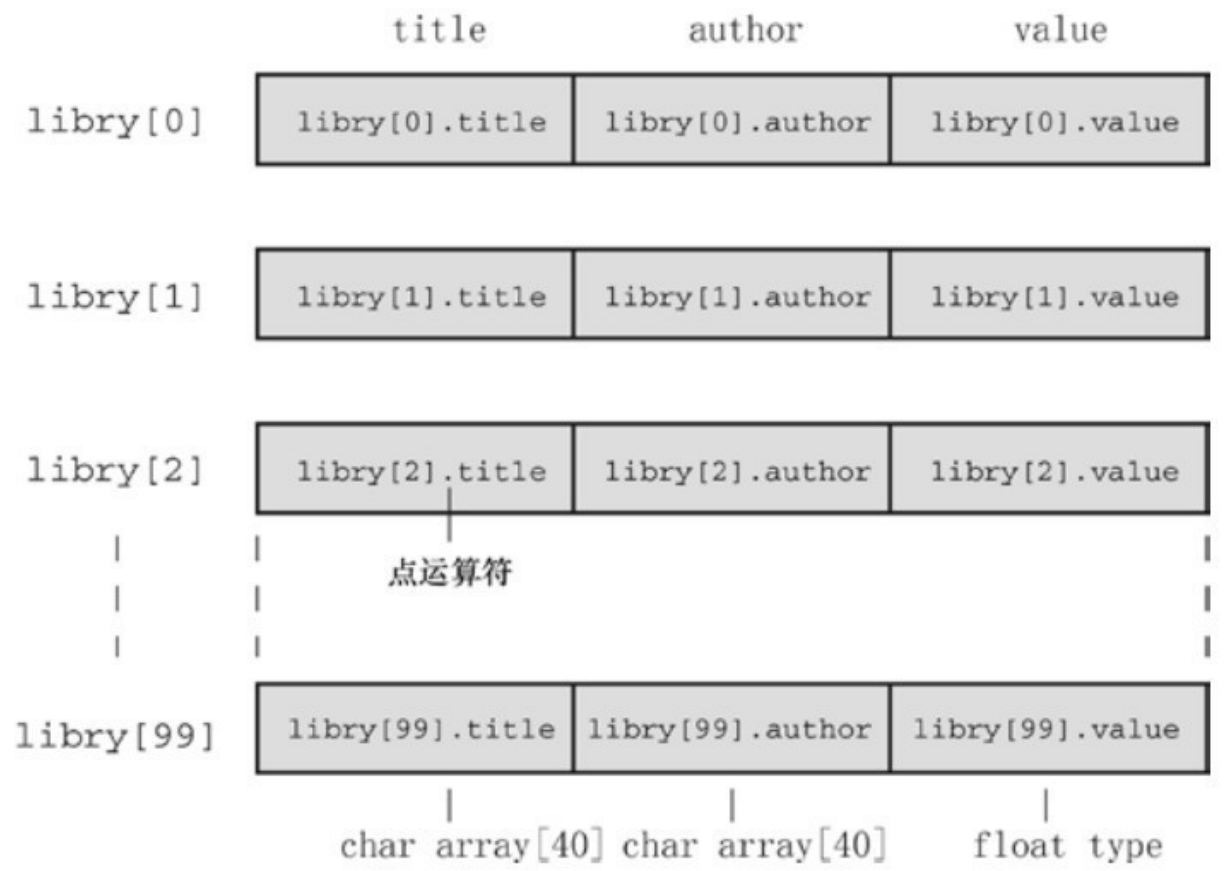 title author value
libry[0] libry[0].title libry[0].author libry[0].value
libry[1] libry[1].title libry[1].author libry[1].value
libry[2] libry[2].title libry[2].author libry[2].value
点运算符
libry[99] libry[99].title libry[99].author libry[99].value
char array[40] char array[40] float type